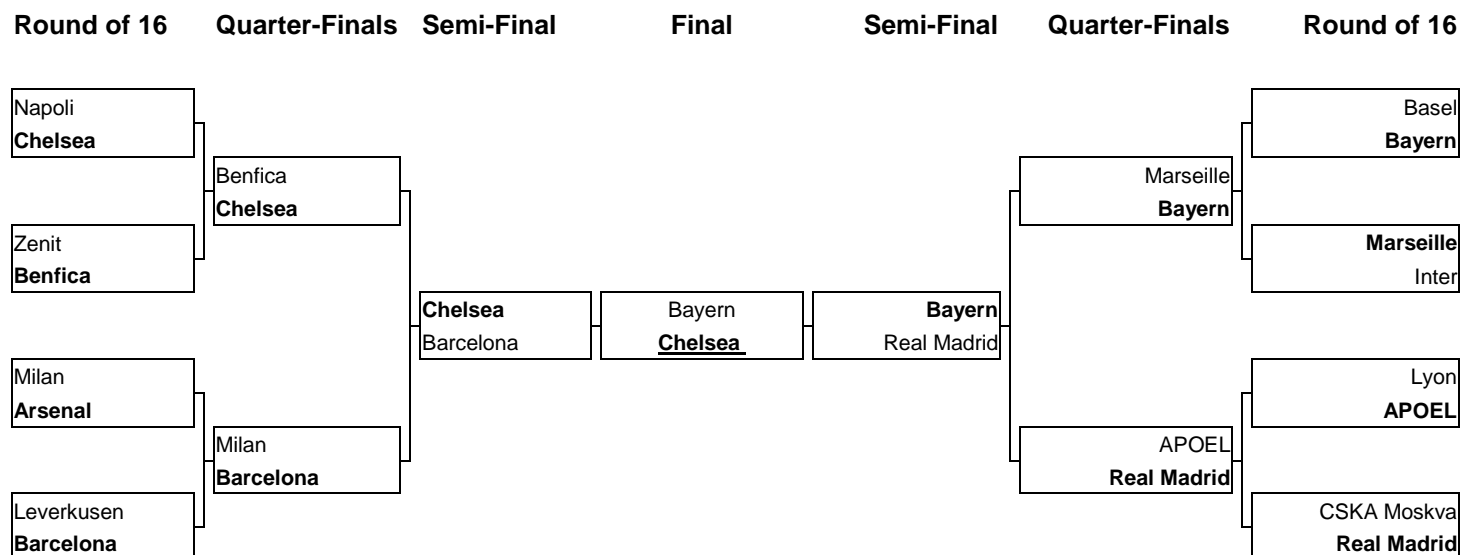 Round of 16 Quarter-Finals Semi-Final Final Semi-Final Quarter-Finals Round of 16
Napoli
Chelsea
Zenit
Benfica
Milan
Arsenal
Leverkusen
Barcelona
Benfica
Chelsea
Milan
Barcelona
Chelsea
Barcelona
Bayern
Chelsea
Bayern
Real Madrid
Marseille
Bayern
APOEL
Real Madrid
Basel
Bayern
Marseille
Inter
Lyon
APOEL
CSKA Moskva
Real Madrid